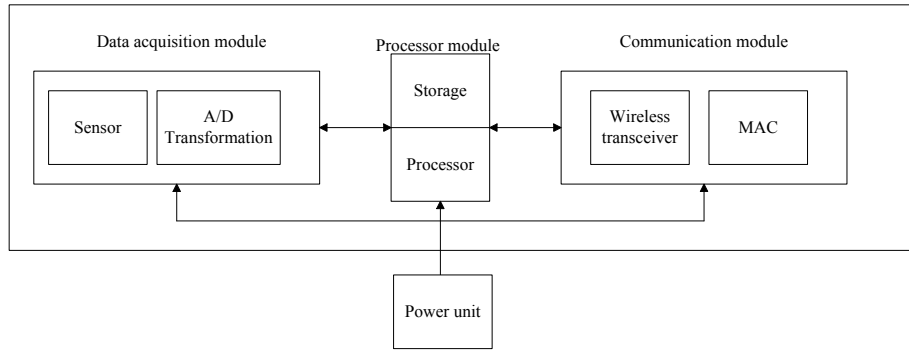 Data acquisition module
Processor module
Communication module
Sensor
A/D
Transformation
Storage
Processor
Wireless
transceiver
MAC
Power unit